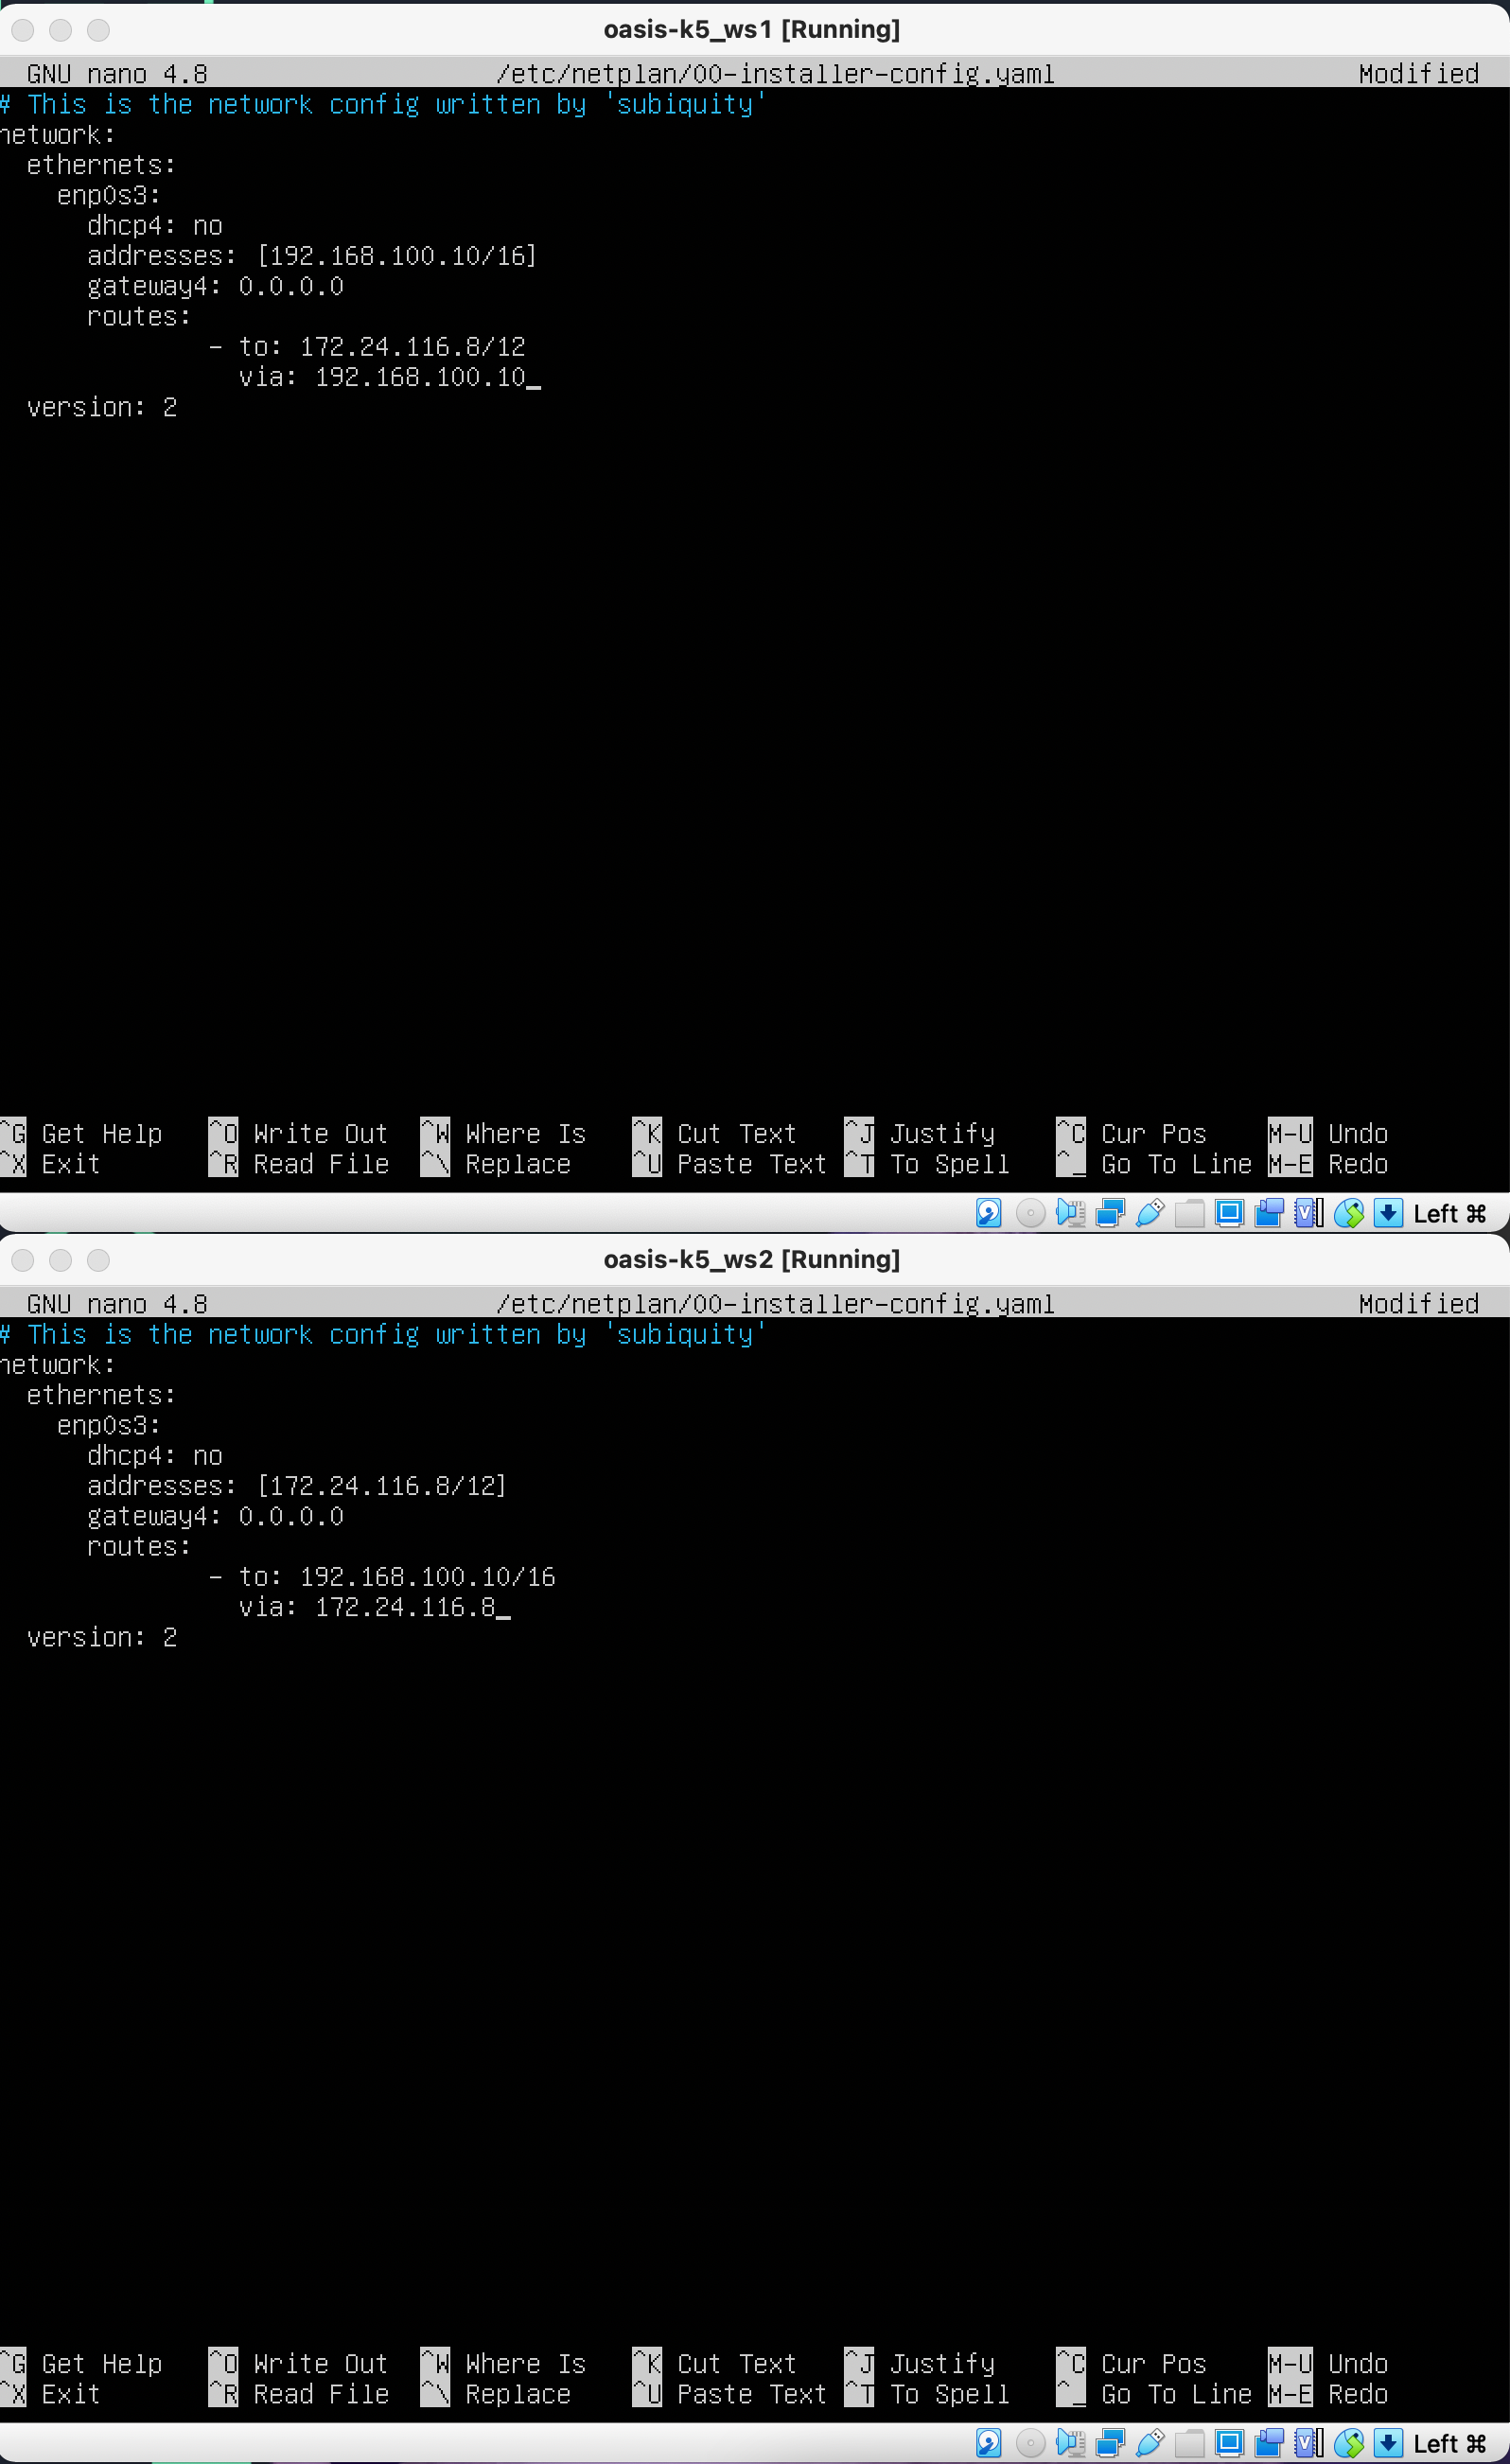 oasis-k5_ws1 [Running]
GNU nano 4.8 /etc/netplan/00-installer-config.yaml Modified
# This is the network config written by 'subiquity'
network:
  ethernets:
    enp0s3:
      dhcp4: no
      addresses: [192.168.100.10/16]
      gateway4: 0.0.0.0
      routes:
              - to: 172.24.116.8/12
                via: 192.168.100.10
  version: 2
^G Get Help ^O Write Out ^W Where Is ^K Cut Text ^J Justify ^C Cur Pos M-U Undo
^X Exit ^R Read File ^\ Replace ^U Paste Text ^T To Spell ^_ Go To Line M-E Redo
Left ⌘
oasis-k5_ws2 [Running]
GNU nano 4.8 /etc/netplan/00-installer-config.yaml Modified
# This is the network config written by 'subiquity'
network:
  ethernets:
    enp0s3:
      dhcp4: no
      addresses: [172.24.116.8/12]
      gateway4: 0.0.0.0
      routes:
              - to: 192.168.100.10/16
                via: 172.24.116.8
  version: 2
^G Get Help ^O Write Out ^W Where Is ^K Cut Text ^J Justify ^C Cur Pos M-U Undo
^X Exit ^R Read File ^\ Replace ^U Paste Text ^T To Spell ^_ Go To Line M-E Redo
Left ⌘